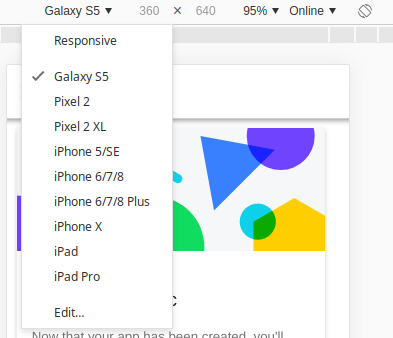 Galaxy S5 ▼ 360 × 640 95% ▼ Online ▼
Responsive
✓ Galaxy S5
Pixel 2
Pixel 2 XL
iPhone 5/SE
iPhone 6/7/8
iPhone 6/7/8 Plus
iPhone X
iPad
iPad Pro
Edit...
Now that your app has been created, you'll